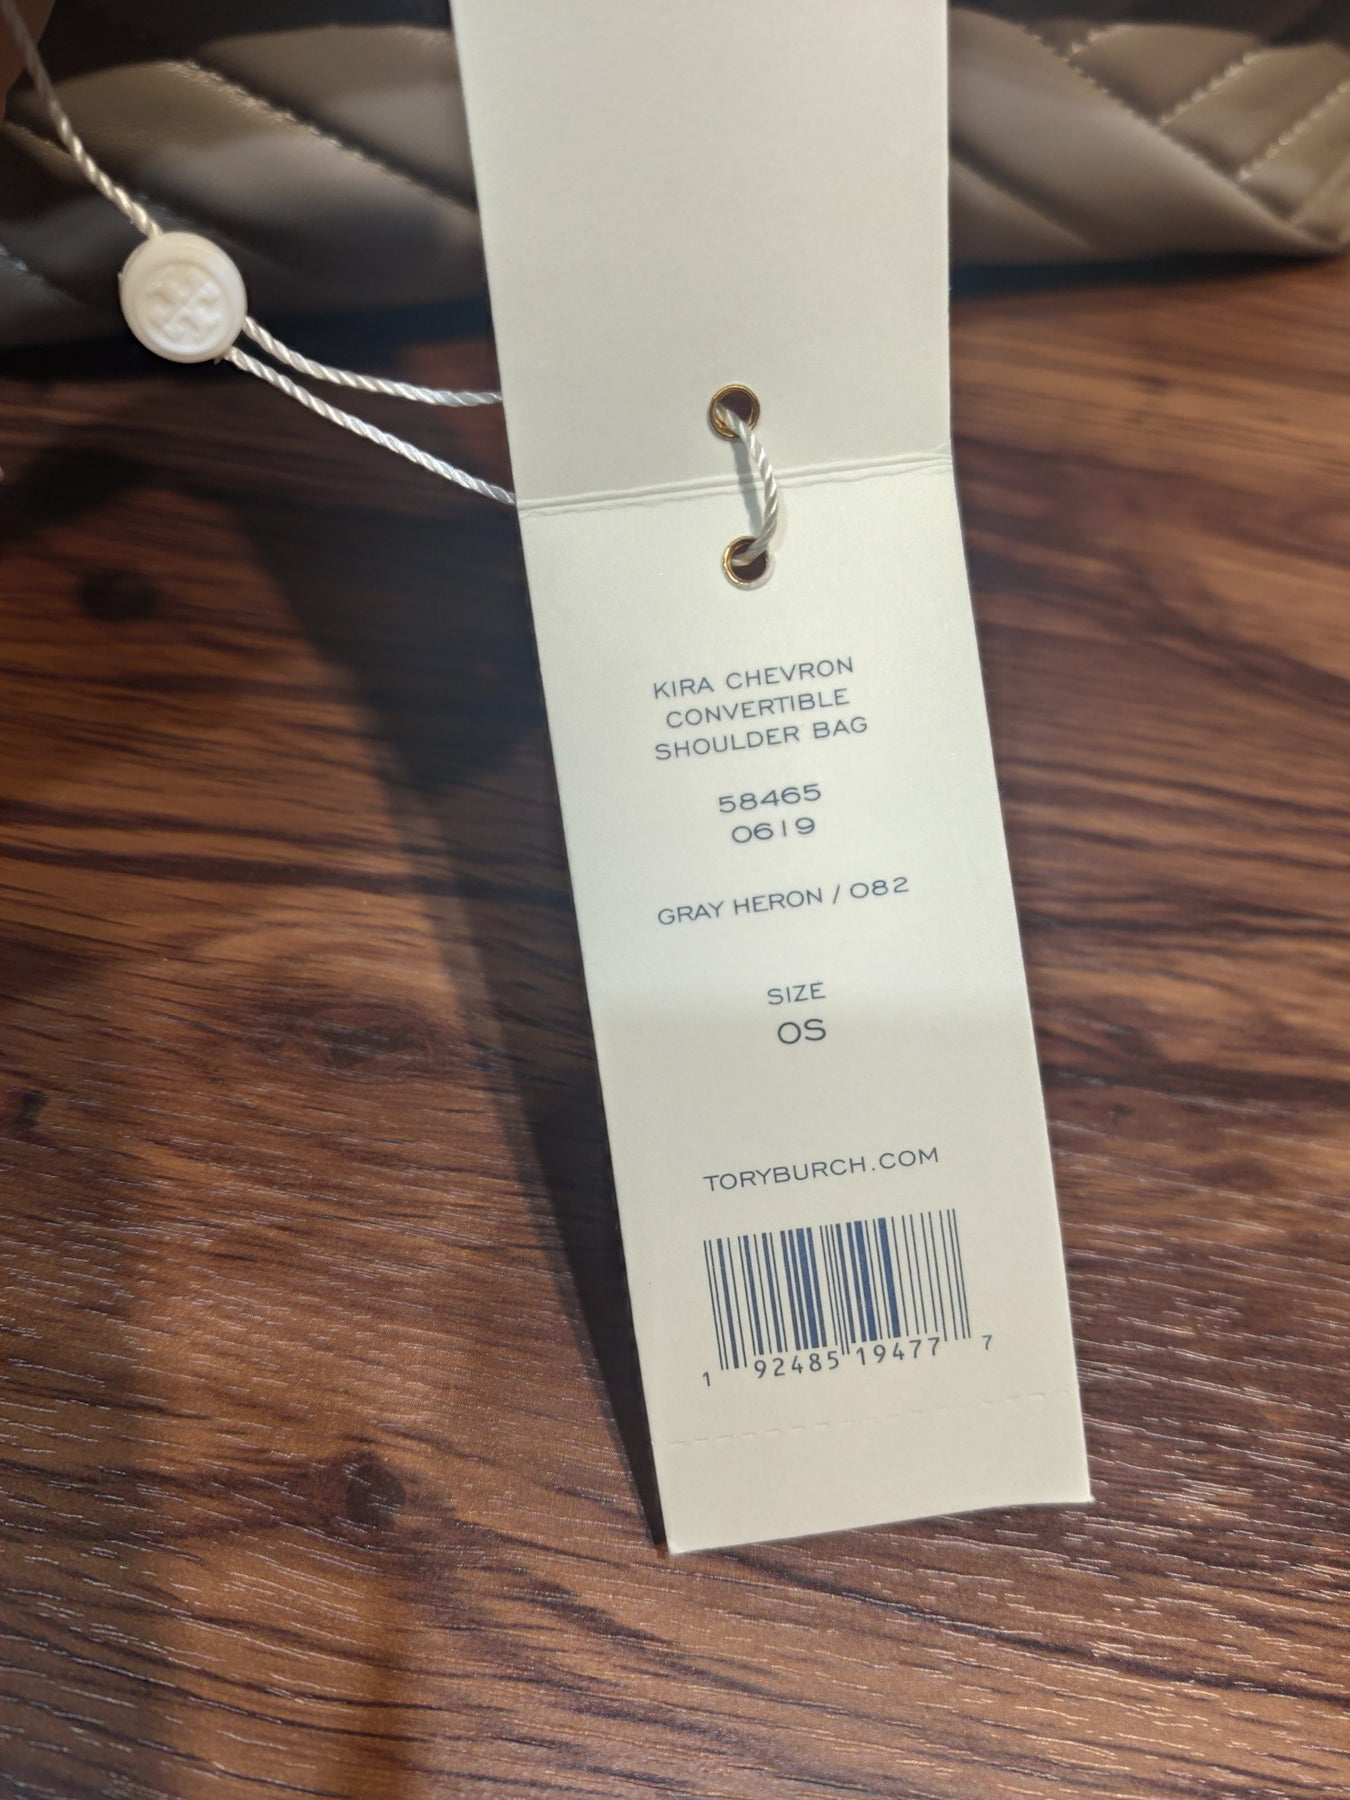 KIRA CHEVRON
CONVERTIBLE
SHOULDER BAG
58465
0619
GRAY HERON / 082
SIZE
OS
TORYBURCH.COM
1 92485 19477 7